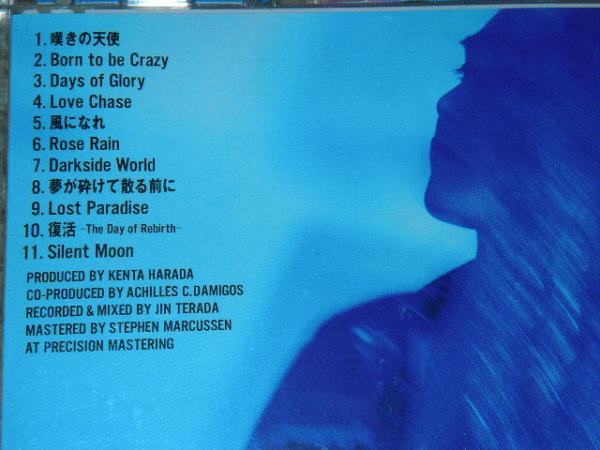 1. 嘆きの天使
2. Born to be Crazy
3. Days of Glory
4. Love Chase
5. 風になれ
6. Rose Rain
7. Darkside World
8. 夢が砕けて散る前に
9. Lost Paradise
10. 復活 -The Day of Rebirth-
11. Silent Moon
PRODUCED BY KENTA HARADA
CO-PRODUCED BY ACHILLES C.DAMIGOS
RECORDED & MIXED BY JIN TERADA
MASTERED BY STEPHEN MARCUSSEN
AT PRECISION MASTERING